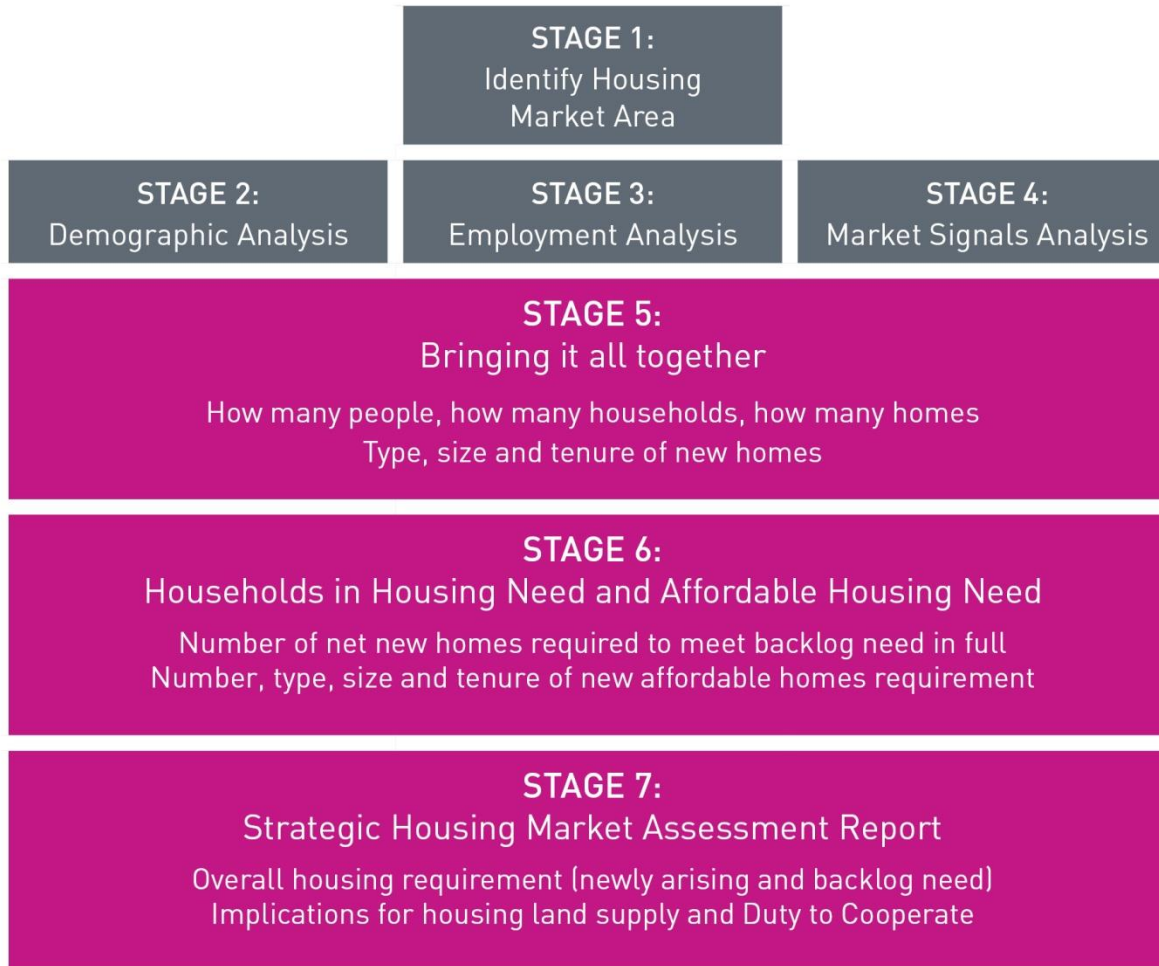 STAGE 1:
Identify Housing
Market Area
STAGE 2:
Demographic Analysis
STAGE 3:
Employment Analysis
STAGE 4:
Market Signals Analysis
STAGE 5:
Bringing it all together
How many people, how many households, how many homes
Type, size and tenure of new homes
STAGE 6:
Households in Housing Need and Affordable Housing Need
Number of net new homes required to meet backlog need in full
Number, type, size and tenure of new affordable homes requirement
STAGE 7:
Strategic Housing Market Assessment Report
Overall housing requirement (newly arising and backlog need)
Implications for housing land supply and Duty to Cooperate